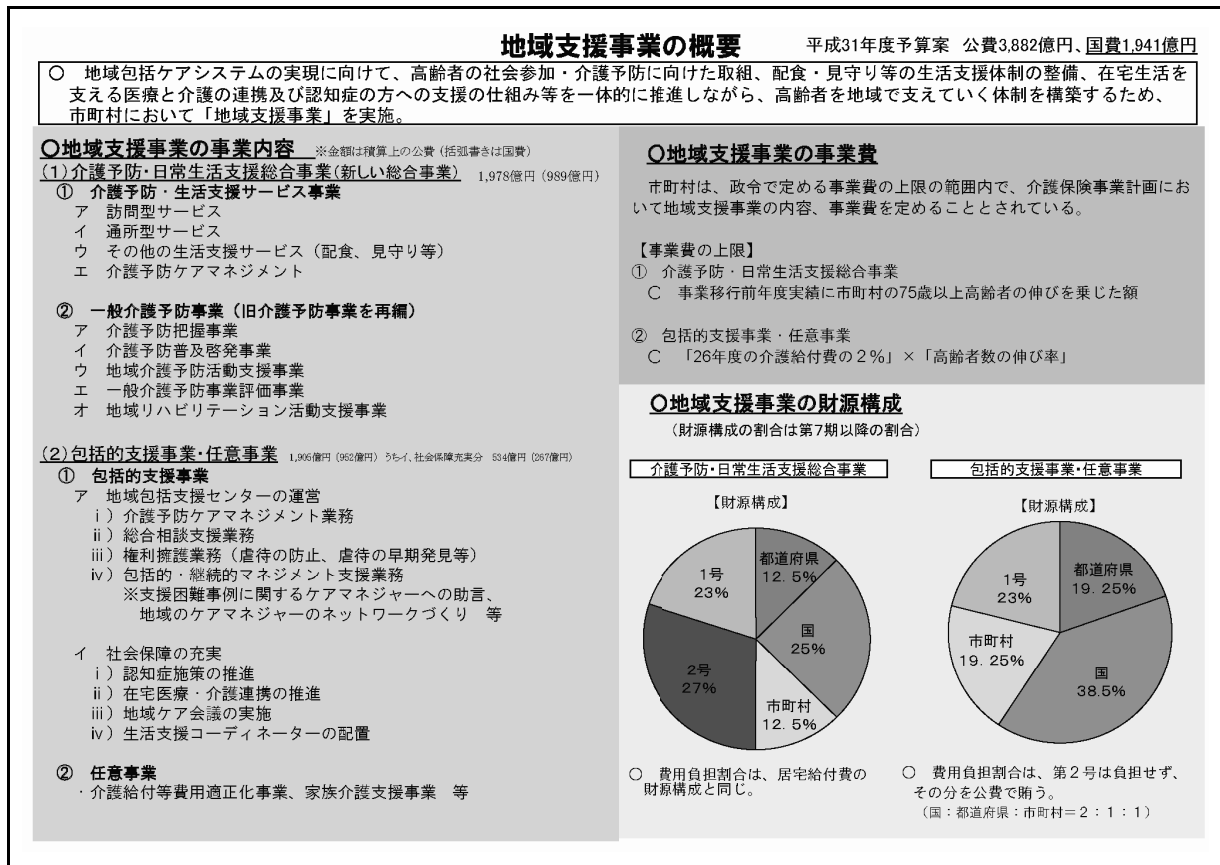 地域支援事業の概要
平成31年度予算案 公費3,882億円、国費1,941億円
○ 地域包括ケアシステムの実現に向けて、高齢者の社会参加・介護予防に向けた取組、配食・見守り等の生活支援体制の整備、在宅生活を
支える医療と介護の連携及び認知症の方への支援の仕組み等を一体的に推進しながら、高齢者を地域で支えていく体制を構築するため、
市町村において「地域支援事業」を実施。
○地域支援事業の事業内容 ※金額は積算上の公費(括弧書きは国費)
(1)介護予防・日常生活支援総合事業(新しい総合事業) 1,978億円(989億円)
① 介護予防・生活支援サービス事業
ア 訪問型サービス
イ 通所型サービス
ウ その他の生活支援サービス(配食、見守り等)
エ 介護予防ケアマネジメント
② 一般介護予防事業(旧介護予防事業を再編)
ア 介護予防把握事業
イ 介護予防普及啓発事業
ウ 地域介護予防活動支援事業
エ 一般介護予防事業評価事業
オ 地域リハビリテーション活動支援事業
(2)包括的支援事業・任意事業 1,905億円(952億円) うちイ、社会保障充実分 534億円(267億円)
① 包括的支援事業
ア 地域包括支援センターの運営
ⅰ)介護予防ケアマネジメント業務
ⅱ)総合相談支援業務
ⅲ)権利擁護業務(虐待の防止、虐待の早期発見等)
ⅳ)包括的・継続的マネジメント支援業務
※支援困難事例に関するケアマネジャーへの助言、
地域のケアマネジャーのネットワークづくり 等
イ 社会保障の充実
ⅰ)認知症施策の推進
ⅱ)在宅医療・介護連携の推進
ⅲ)地域ケア会議の実施
ⅳ)生活支援コーディネーターの配置
② 任意事業
・介護給付等費用適正化事業、家族介護支援事業 等
○地域支援事業の事業費
市町村は、政令で定める事業費の上限の範囲内で、介護保険事業計画にお
いて地域支援事業の内容、事業費を定めることとされている。
【事業費の上限】
① 介護予防・日常生活支援総合事業
○ 事業移行前年度実績に市町村の75歳以上高齢者の伸びを乗じた額
② 包括的支援事業・任意事業
○ 「26年度の介護給付費の2%」×「高齢者数の伸び率」
○地域支援事業の財源構成
(財源構成の割合は第7期以降の割合)
介護予防・日常生活支援総合事業
【財源構成】
都道府県
12.5%
国
25%
市町村
12.5%
2号
27%
1号
23%
○ 費用負担割合は、居宅給付費の
財源構成と同じ。
包括的支援事業・任意事業
【財源構成】
都道府県
19.25%
国
38.5%
市町村
19.25%
1号
23%
○ 費用負担割合は、第2号は負担せず、
その分を公費で賄う。
(国:都道府県:市町村=2:1:1)